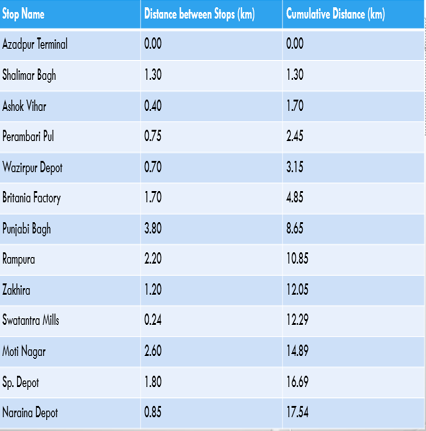 Stop Name Distance between Stops (km) Cumulative Distance (km)
Azadpur Terminal 0.00 0.00
Shalimar Bagh 1.30 1.30
Ashok Vihar 0.40 1.70
Perambari Pul 0.75 2.45
Wazirpur Depot 0.70 3.15
Britania Factory 1.70 4.85
Punjabi Bagh 3.80 8.65
Rampura 2.20 10.85
Zakhira 1.20 12.05
Swatantra Mills 0.24 12.29
Moti Nagar 2.60 14.89
Sp. Depot 1.80 16.69
Naraina Depot 0.85 17.54